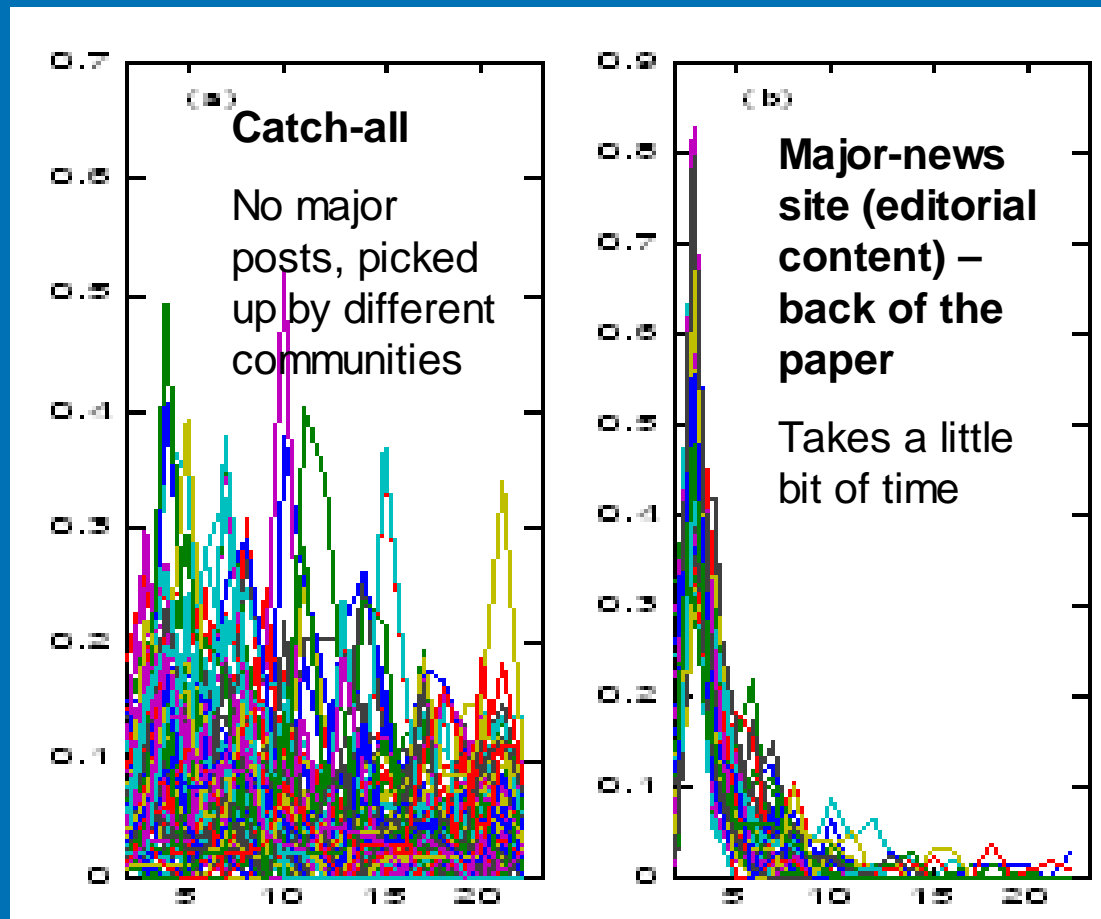 (a)
Catch-all
No major
posts, picked
up by different
communities
0.7
0.6
0.5
0.4
0.3
0.2
0.1
0
5
10
15
20
(b)
Major-news
site (editorial
content) –
back of the
paper
Takes a little
bit of time
0.9
0.8
0.7
0.6
0.5
0.4
0.3
0.2
0.1
0
5
10
15
20